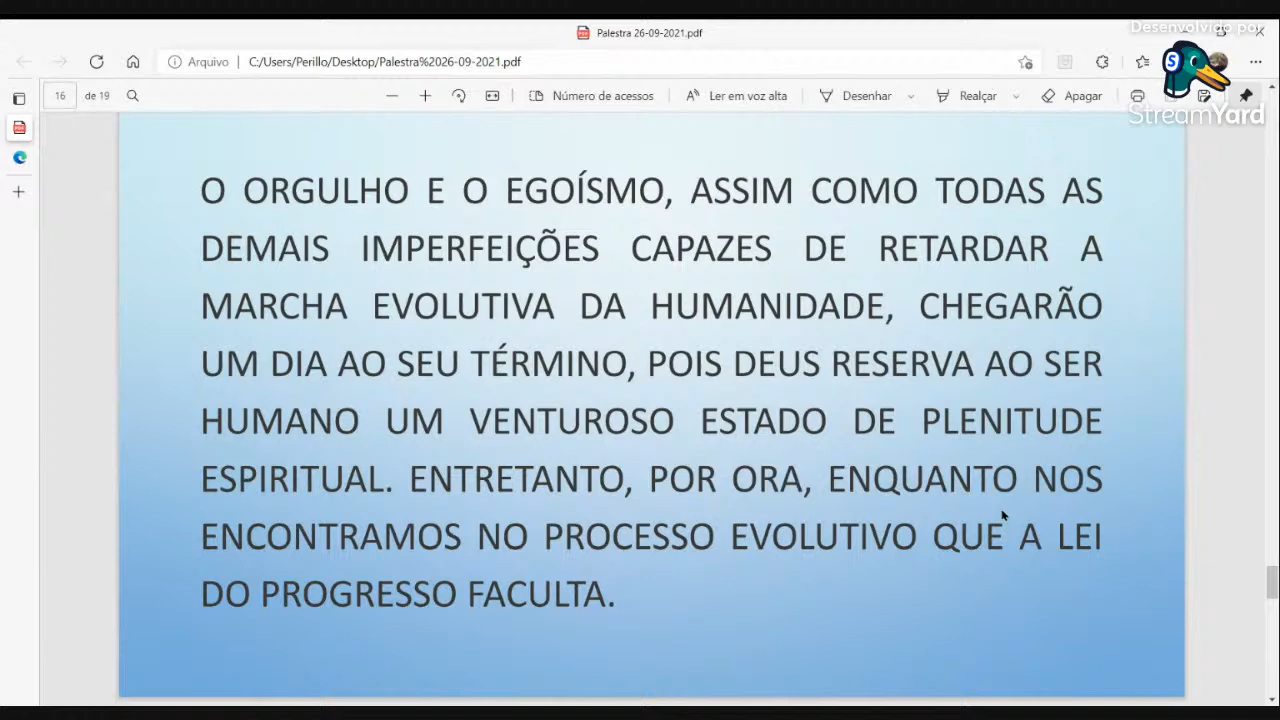 Desenvolvido por
Palestra 26-09-2021.pdf
Arquivo | C:/Users/Perillo/Desktop/Palestra%2026-09-2021.pdf
16 de 19 Número de acessos Ler em voz alta Desenhar Realçar Apagar
StreamYard
O ORGULHO E O EGOÍSMO, ASSIM COMO TODAS AS
DEMAIS IMPERFEIÇÕES CAPAZES DE RETARDAR A
MARCHA EVOLUTIVA DA HUMANIDADE, CHEGARÃO
UM DIA AO SEU TÉRMINO, POIS DEUS RESERVA AO SER
HUMANO UM VENTUROSO ESTADO DE PLENITUDE
ESPIRITUAL. ENTRETANTO, POR ORA, ENQUANTO NOS
ENCONTRAMOS NO PROCESSO EVOLUTIVO QUE A LEI
DO PROGRESSO FACULTA.